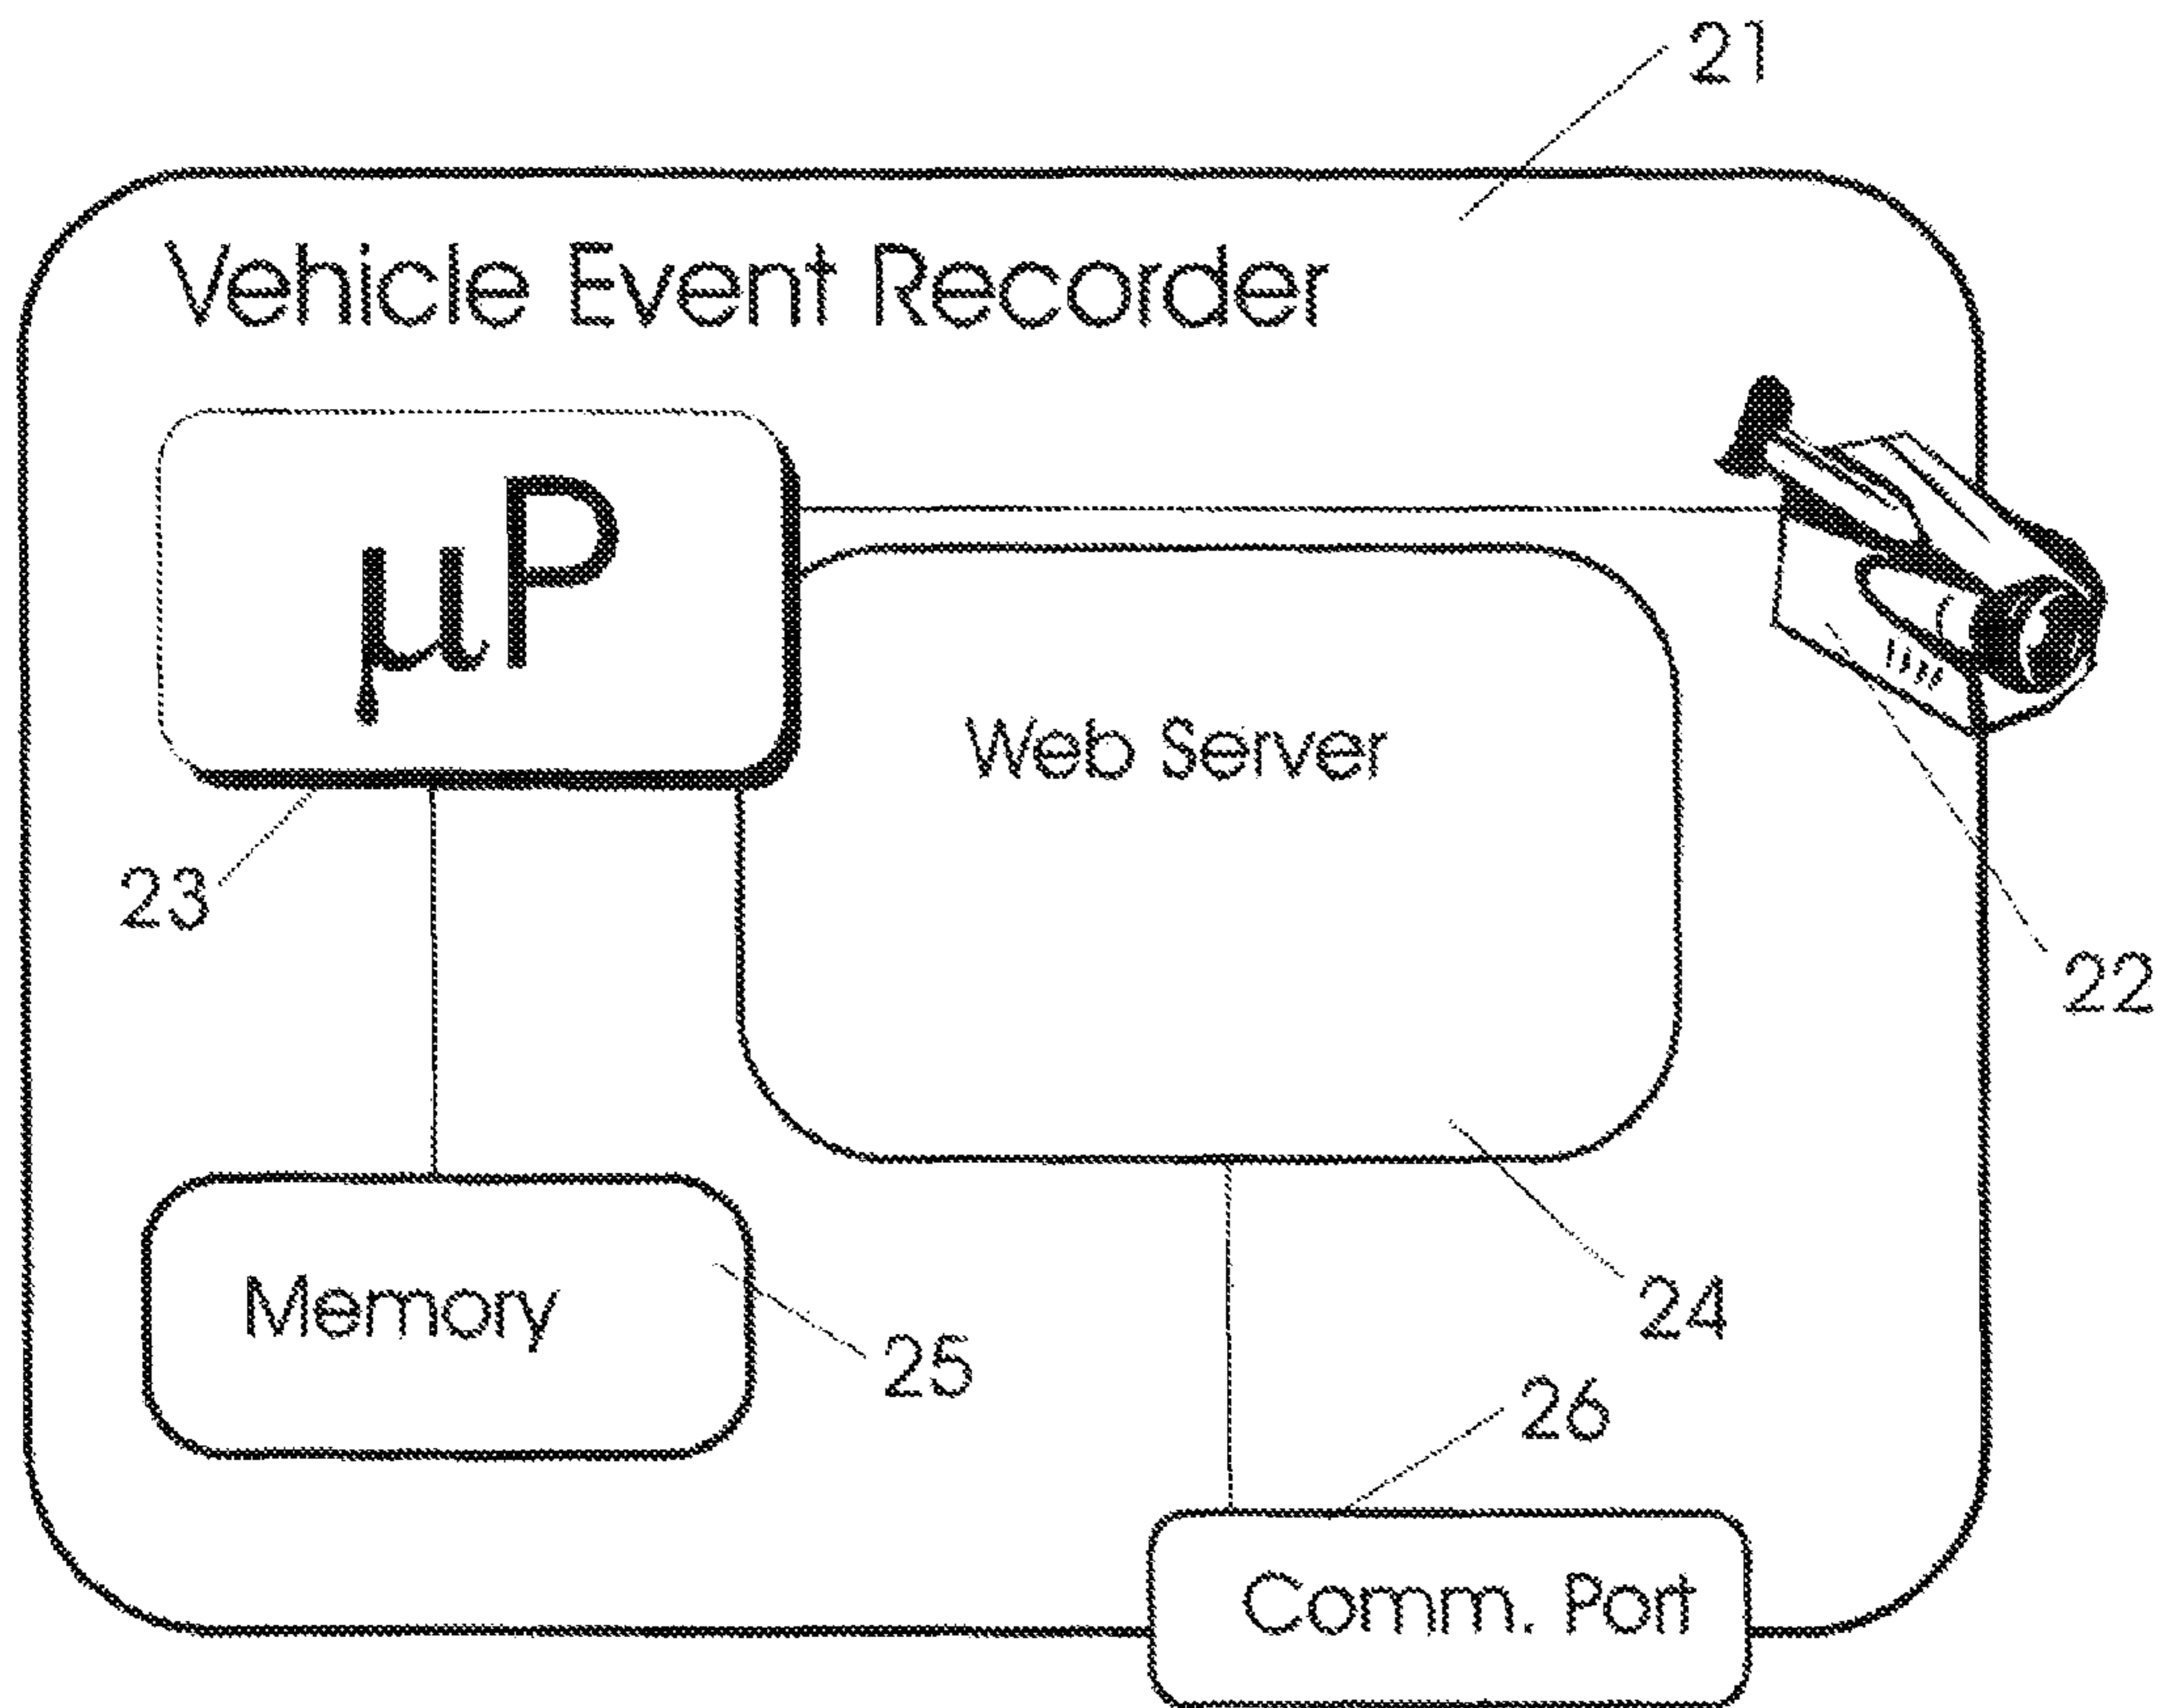 21
Vehicle Event Recorder
µP
Web Server
23
22
Memory
24
25
26
Comm. Port